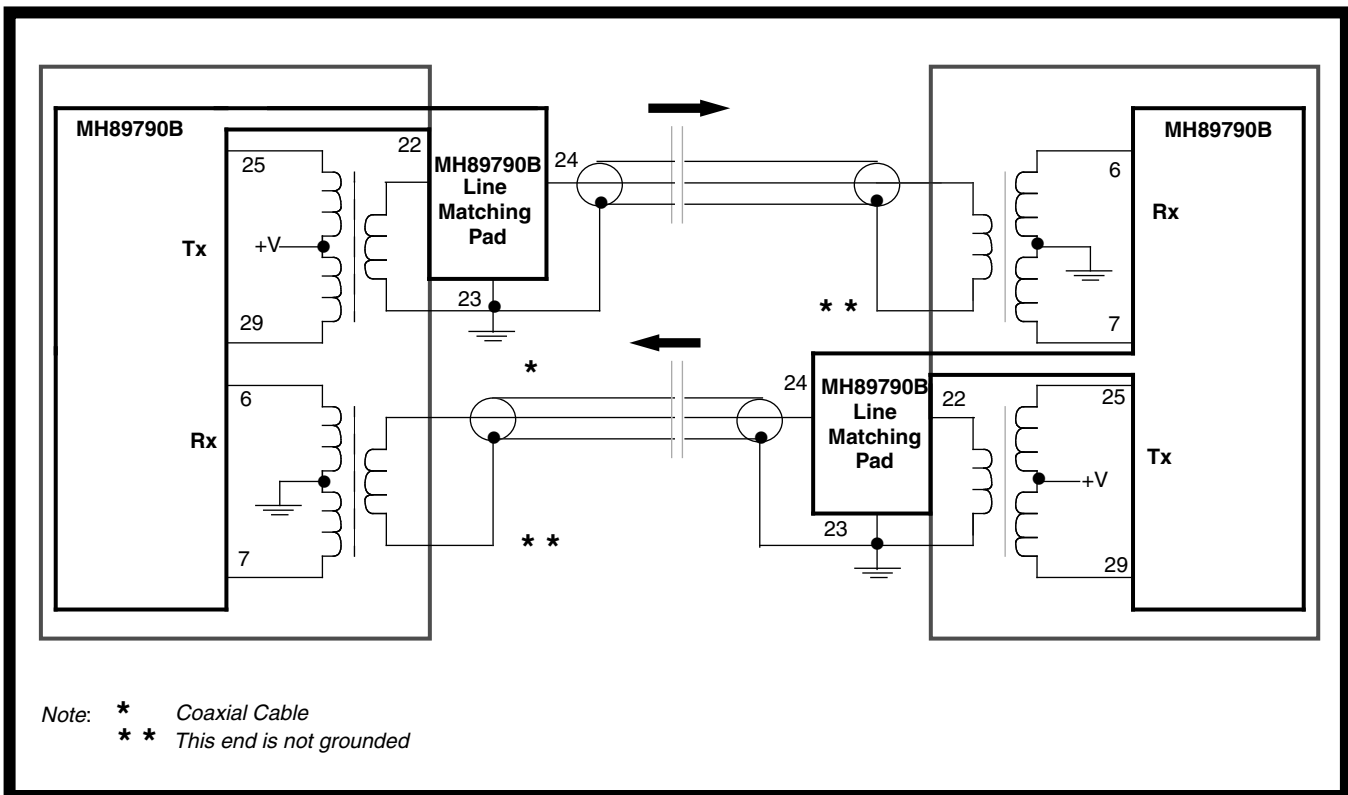 MH89790B
25
Tx
+V
29
22
MH89790B
Line
Matching
Pad
24
23
* *
MH89790B
6
Rx
7
*
6
Rx
7
* *
24
MH89790B
Line
Matching
Pad
22
23
25
Tx
+V
29
Note: * Coaxial Cable
* * This end is not grounded